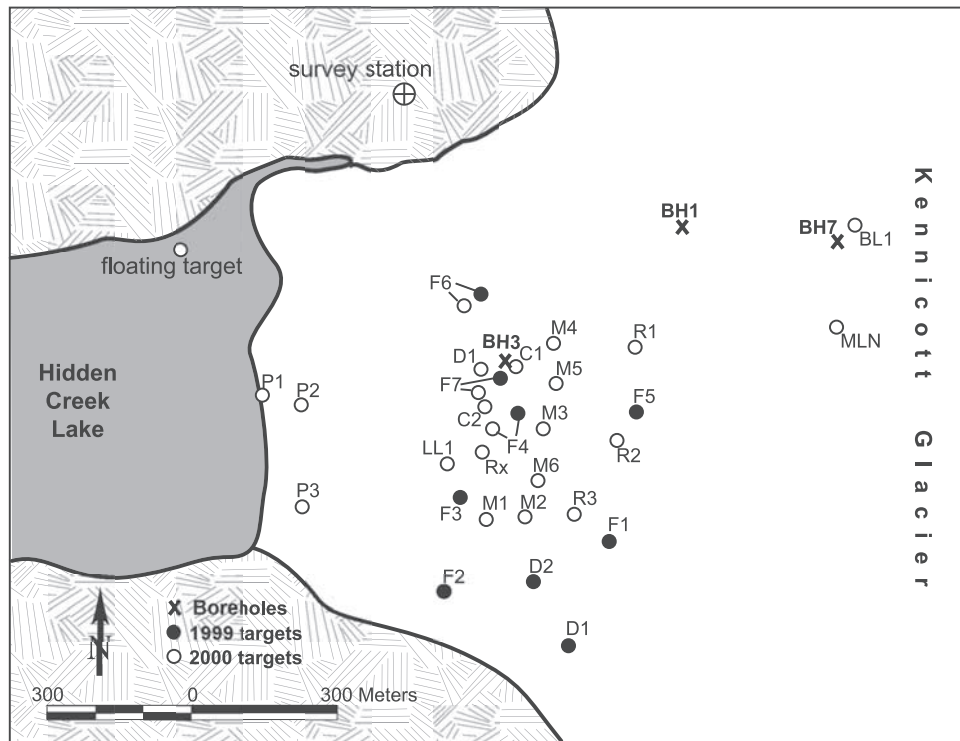 survey station
Kennicott Glacier
BH1
BH7
BL1
floating target
F6
M4
R1
MLN
BH3
C1
D1
Hidden
Creek
Lake
P1
P2
F7
M5
F5
C2
M3
F4
R2
LL1
Rx
M6
P3
F3
M1
M2
R3
F1
F2
D2
D1
N
Boreholes
1999 targets
2000 targets
300 0 300 Meters